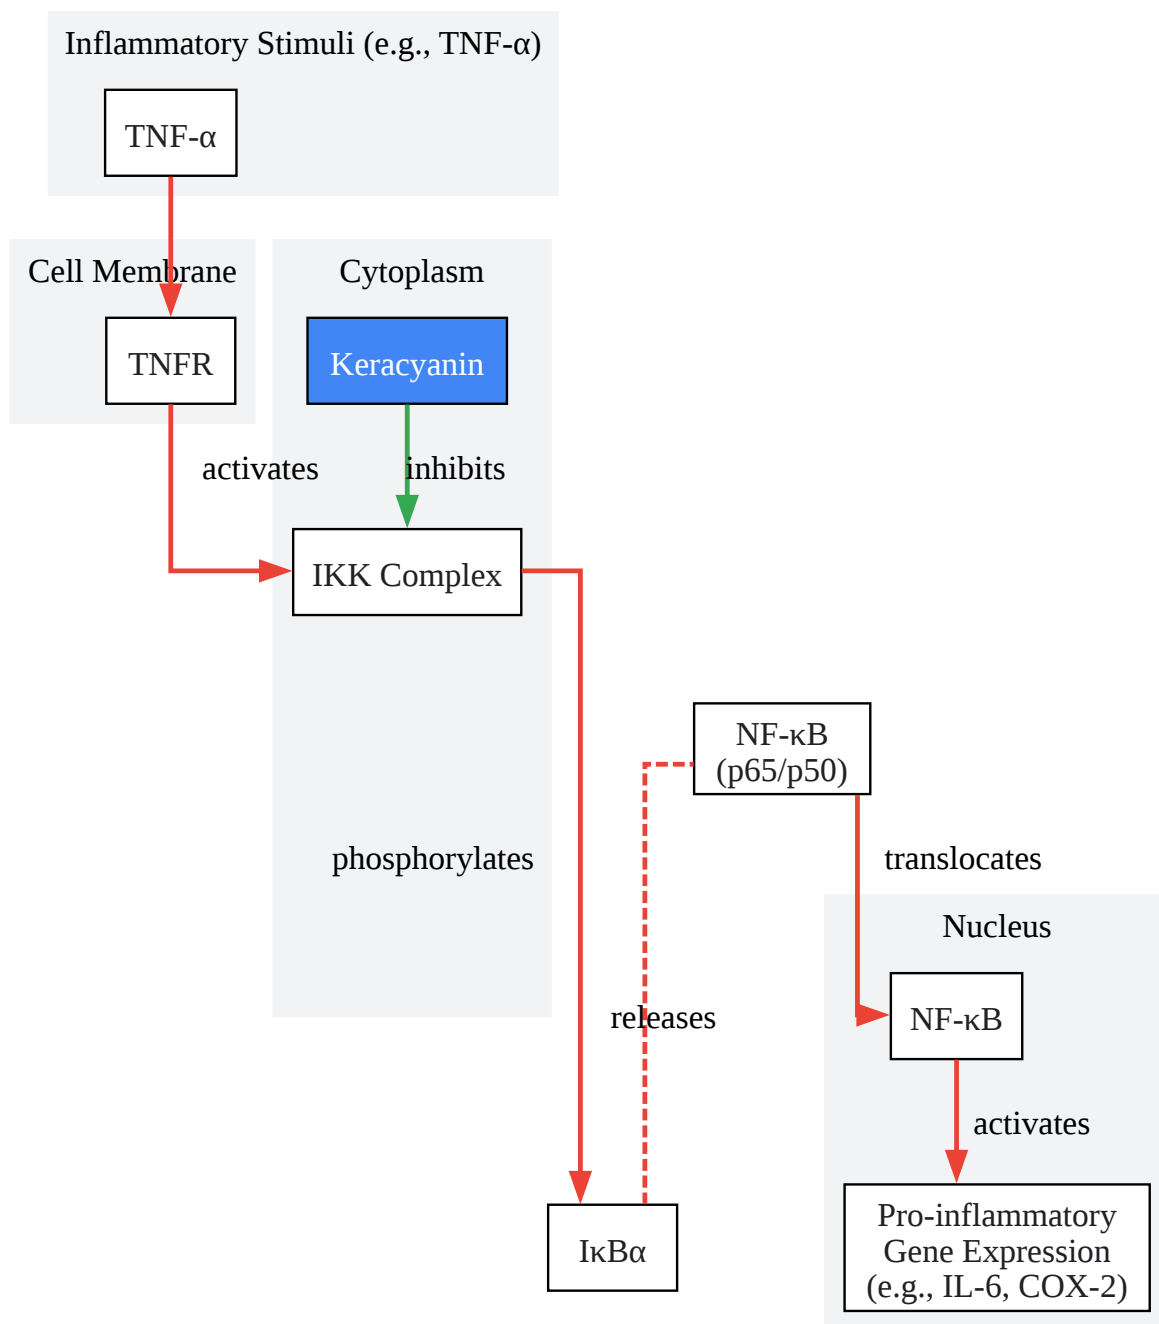 Inflammatory Stimuli (e.g., TNF-α)
TNF-α
Cell Membrane
Cytoplasm
TNFR
Keracyanin
activates
inhibits
IKK Complex
NF-κB
(p65/p50)
phosphorylates
translocates
Nucleus
releases
NF-κB
activates
IκBα
Pro-inflammatory
Gene Expression
(e.g., IL-6, COX-2)